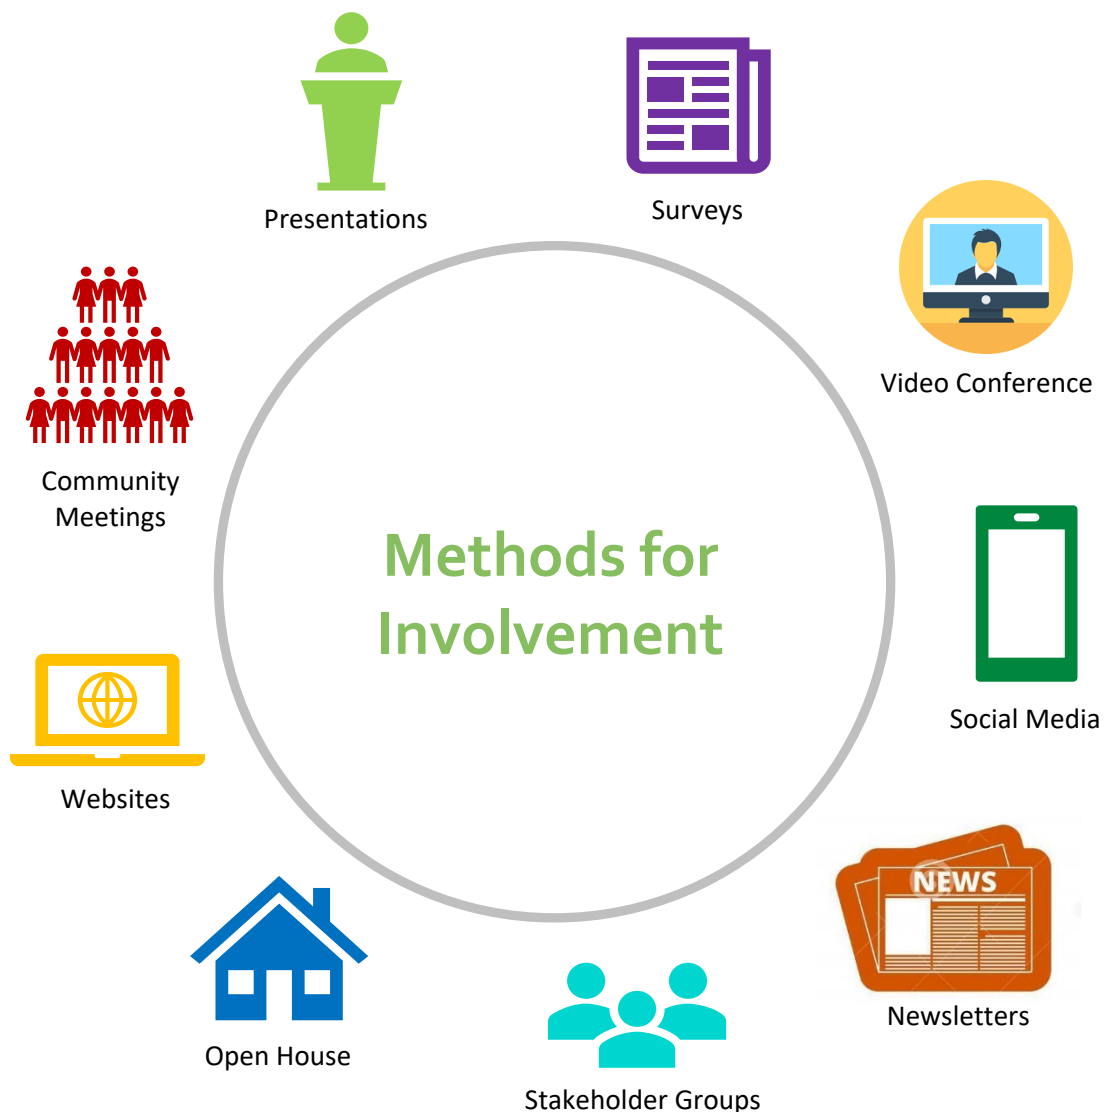 Presentations
Surveys
Video Conference
Community
Meetings
Methods for
Involvement
Social Media
Websites
NEWS
Newsletters
Open House
Stakeholder Groups